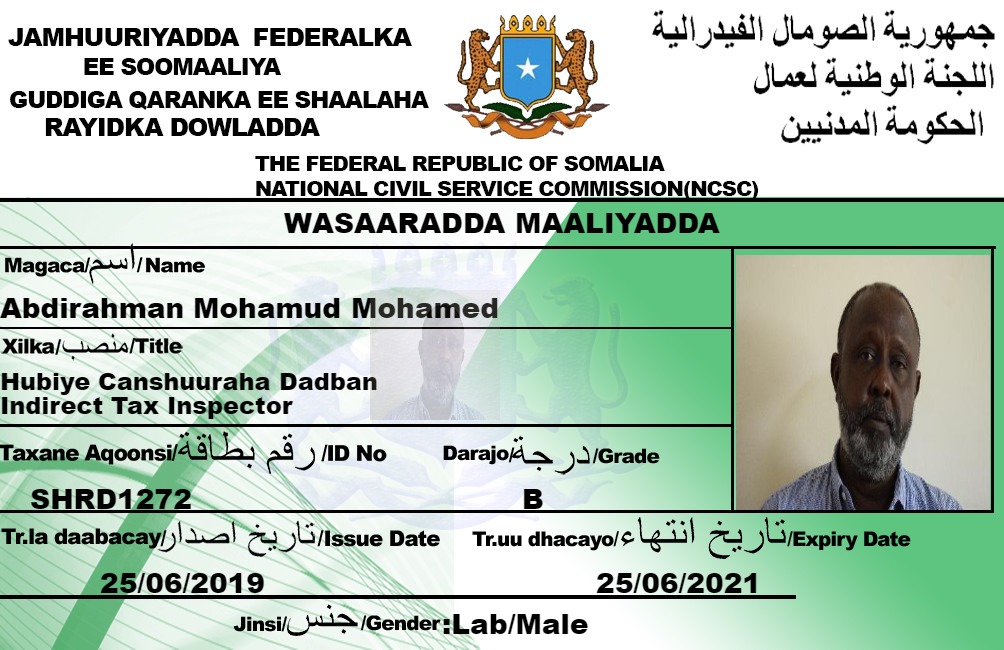 JAMHUURIYADDA FEDERALKA
EE SOOMAALIYA
GUDDIGA QARANKA EE SHAALAHA
RAYIDKA DOWLADDA
جمهورية الصومال الفيدرالية
اللجنة الوطنية لعمال
الحكومة المدنيين
THE FEDERAL REPUBLIC OF SOMALIA
NATIONAL CIVIL SERVICE COMMISSION(NCSC)
WASAARADDA MAALIYADDA
Magaca/أسم/Name
Abdirahman Mohamud Mohamed
Xilka/منصب/Title
Hubiye Canshuuraha Dadban
Indirect Tax Inspector
Taxane Aqoonsi/رقم بطاقة/ID No
Darajo/درجة/Grade
SHRD1272
B
Tr.la daabacay/تاريخ اصدار/Issue Date
Tr.uu dhacayo/تاريخ انتهاء/Expiry Date
25/06/2019
25/06/2021
Jinsi/جنس/Gender:Lab/Male